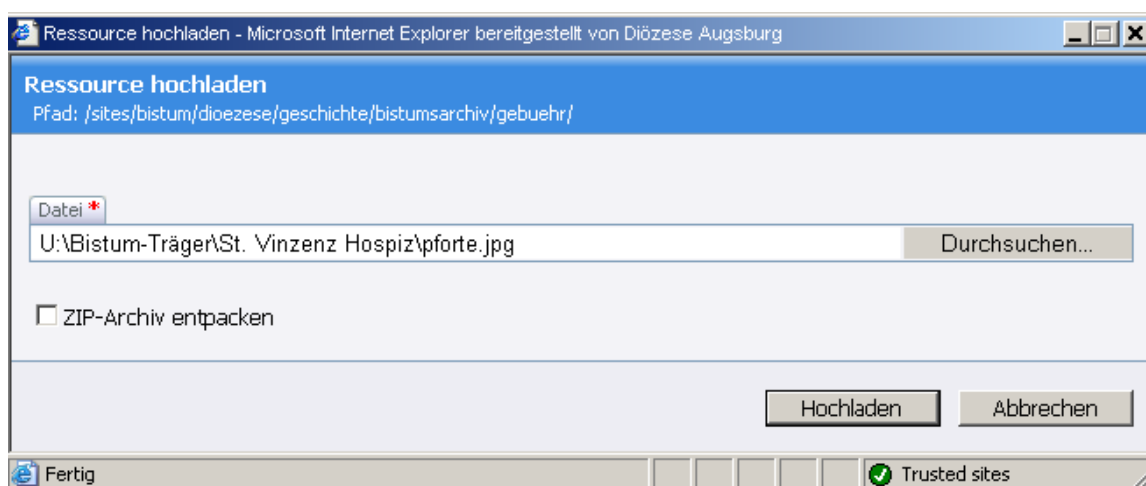 Ressource hochladen - Microsoft Internet Explorer bereitgestellt von Diözese Augsburg
Ressource hochladen
Pfad: /sites/bistum/dioezese/geschichte/bistumsarchiv/gebuehr/
Datei *
U:\Bistum-Träger\St. Vinzenz Hospiz\pforte.jpg
Durchsuchen...
ZIP-Archiv entpacken
Hochladen
Abbrechen
Fertig
Trusted sites